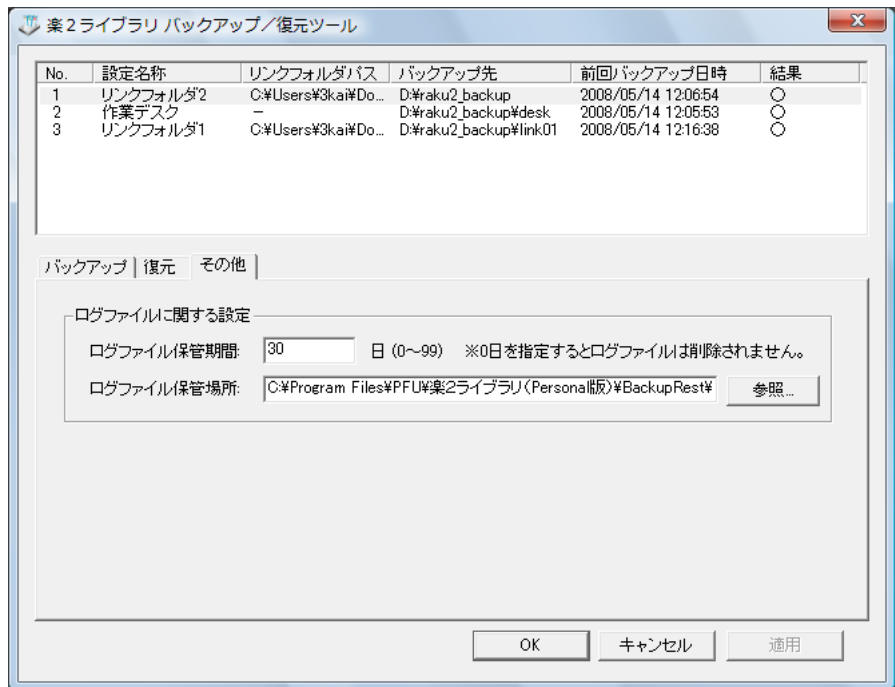 楽２ライブラリ バックアップ／復元ツール
No. 設定名称 リンクフォルダパス バックアップ先 前回バックアップ日時 結果
1 リンクフォルダ2 C:¥Users¥3kai¥Do... D:¥raku2_backup 2008/05/14 12:06:54 ○
2 作業デスク − D:¥raku2_backup¥desk 2008/05/14 12:05:53 ○
3 リンクフォルダ1 C:¥Users¥3kai¥Do... D:¥raku2_backup¥link01 2008/05/14 12:16:38 ○
バックアップ 復元 その他
ログファイルに関する設定
ログファイル保管期間: 30 日 (0～99) ※0日を指定するとログファイルは削除されません。
ログファイル保管場所: C:¥Program Files¥PFU¥楽2ライブラリ(Personal版)¥BackupRest¥ 参照...
OK キャンセル 適用